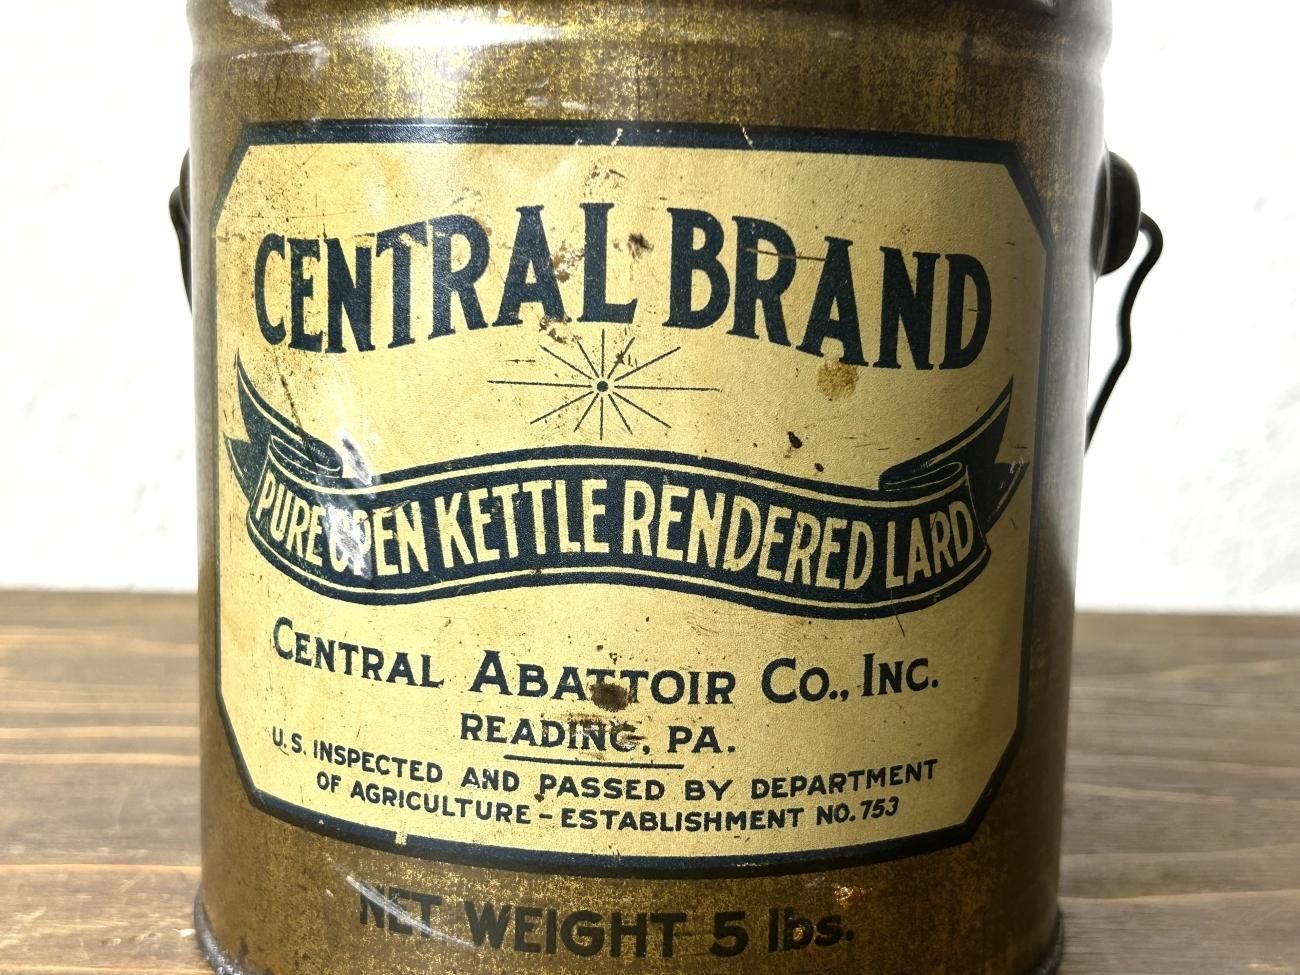 CENTRAL BRAND
PURE OPEN KETTLE RENDERED LARD
CENTRAL ABATTOIR CO., INC.
READING, PA.
U.S. INSPECTED AND PASSED BY DEPARTMENT
OF AGRICULTURE - ESTABLISHMENT NO. 753
NET WEIGHT 5 lbs.